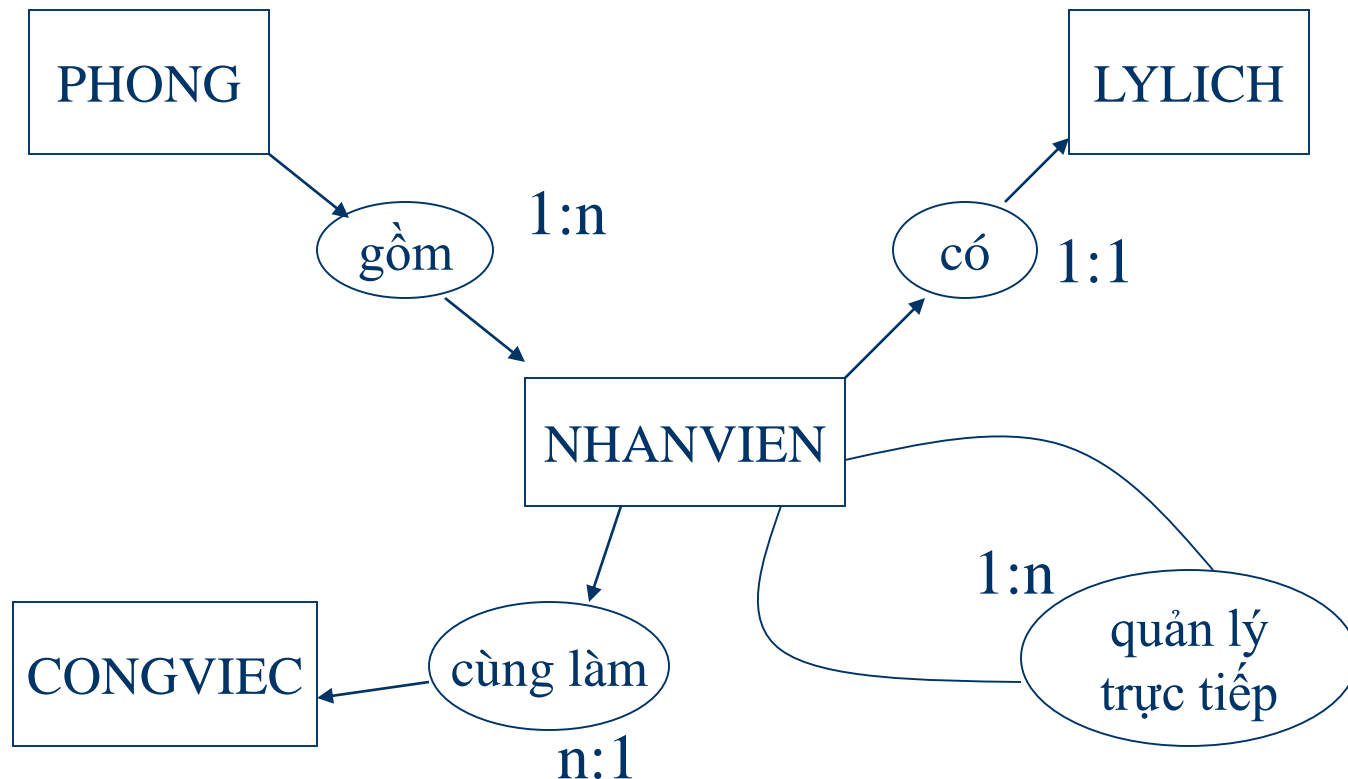 PHONG
LYLICH
gồm
1:n
có
1:1
NHANVIEN
1:n
quản lý
trực tiếp
CONGVIEC
cùng làm
n:1